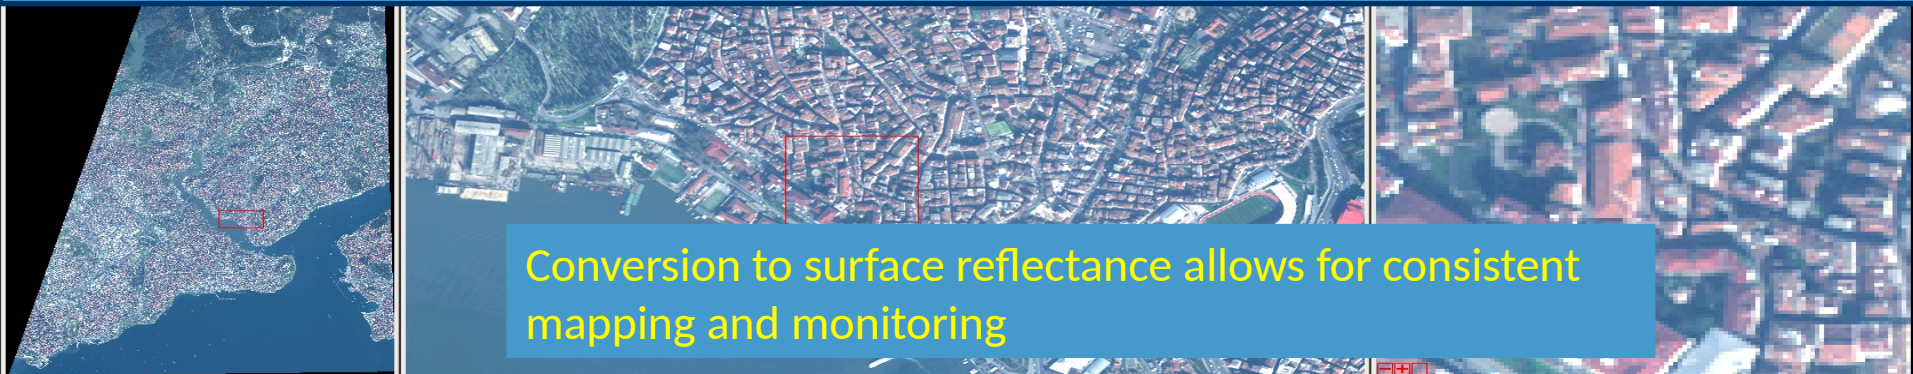 Conversion to surface reflectance allows for consistent
mapping and monitoring